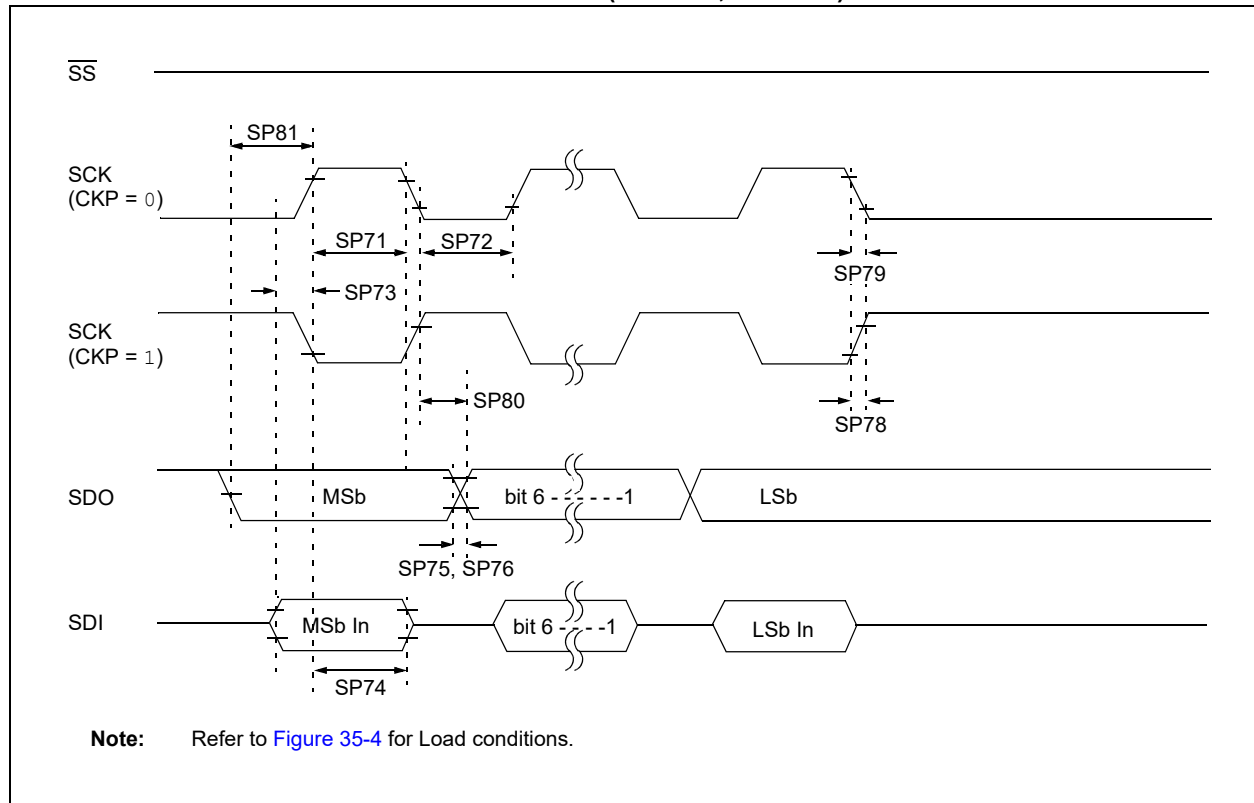 SS
SP81
SCK
(CKP = 0)
SP71
SP72
SP79
SP73
SCK
(CKP = 1)
SP80
SP78
SDO
MSb
bit 6 - - - - - - -1
LSb
SP75, SP76
SDI
MSb In
bit 6 - - - - -1
LSb In
SP74
Note: Refer to Figure 35-4 for Load conditions.